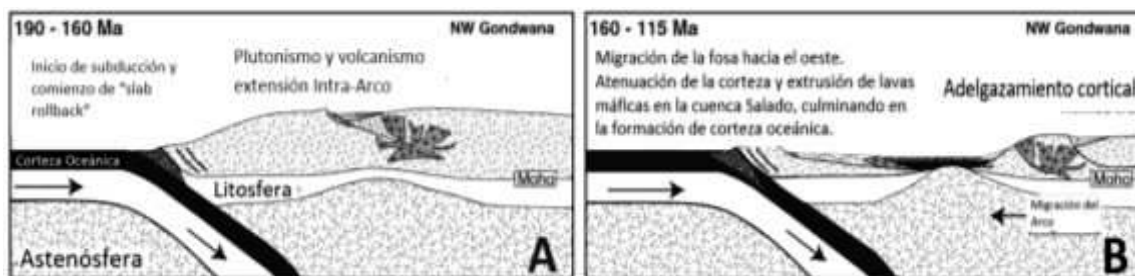 190 - 160 Ma
NW Gondwana
Inicio de subducción y
comienzo de "slab
rollback"
Plutonismo y volcanismo
extensión Intra-Arco
Corteza Oceánica
Litosfera
Moho
Astenósfera
A
160 - 115 Ma
NW Gondwana
Migración de la fosa hacia el oeste.
Atenuación de la corteza y extrusión de lavas
máficas en la cuenca Salado, culminando en
la formación de corteza oceánica.
Adelgazamiento cortical
Moho
Migración del
Arco
B